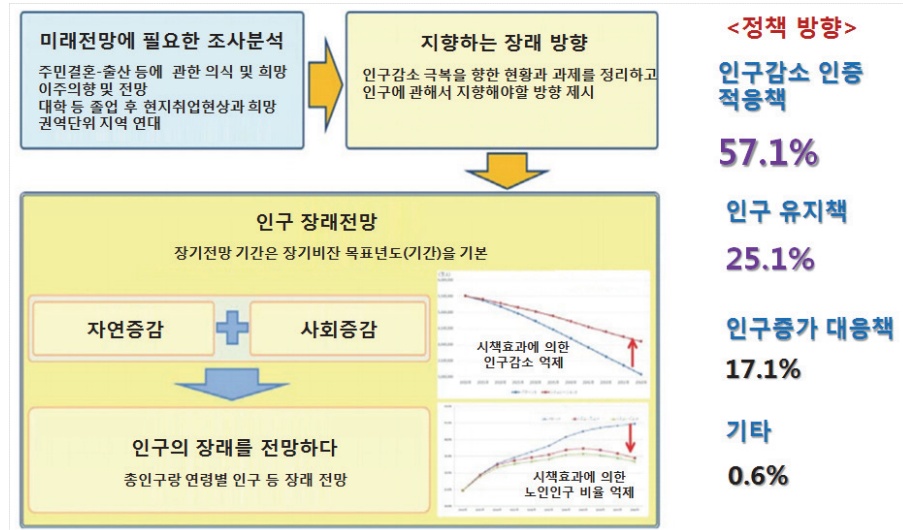 미래전망에 필요한 조사분석
주민결혼-출산 등에 관한 의식 및 희망
이주의향 및 전망
대학 등 졸업 후 현지취업현상과 희망
권역단위 지역 연대
지향하는 장래 방향
인구감소 극복을 향한 현황과 과제를 정리하고
인구에 관해서 지향해야할 방향 제시
인구 장래전망
장기전망 기간은 장기비잔 목표년도(기간)을 기본
자연증감
사회증감
시책효과에 의한
인구감소 억제
인구의 장래를 전망하다
총인구랑 연령별 인구 등 장래 전망
시책효과에 의한
노인인구 비율 억제
<정책 방향>
인구감소 인증
적응책
57.1%
인구 유지책
25.1%
인구증가 대응책
17.1%
기타
0.6%